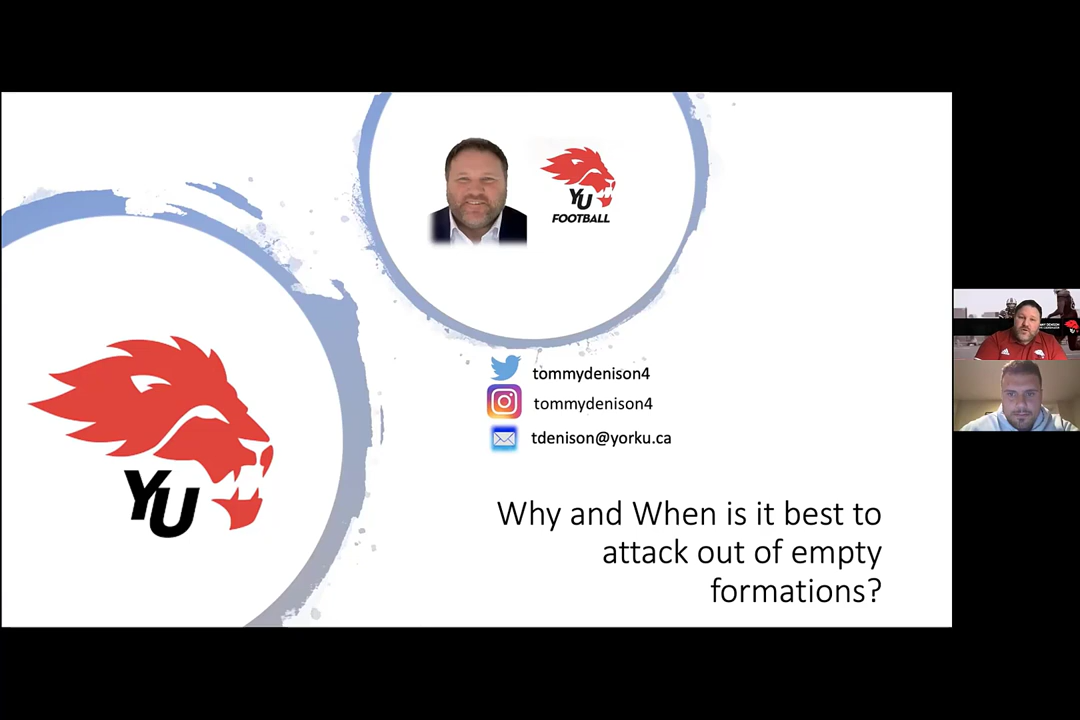 YU
FOOTBALL
tommydenison4
tommydenison4
tdenison@yorku.ca
YU
Why and When is it best to
attack out of empty
formations?